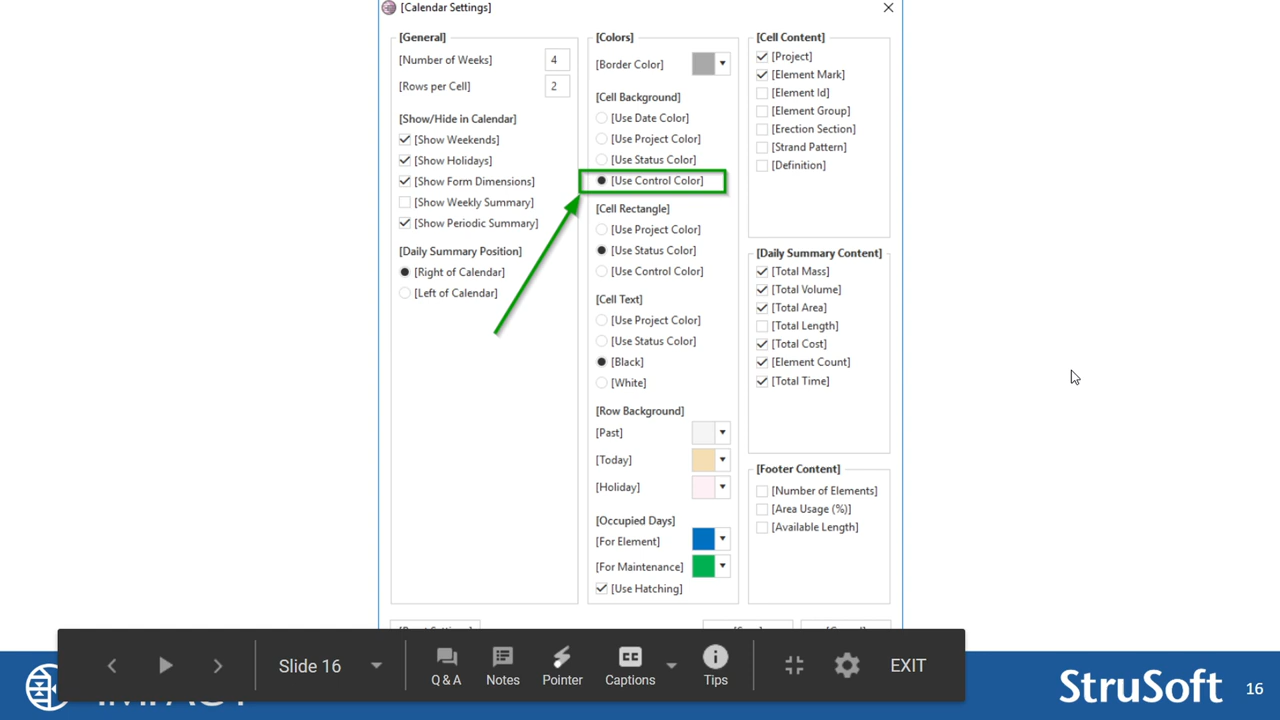 [Calendar Settings]
[General]
[Number of Weeks] 4
[Rows per Cell] 2
[Show/Hide in Calendar]
[Show Weekends]
[Show Holidays]
[Show Form Dimensions]
[Show Weekly Summary]
[Show Periodic Summary]
[Daily Summary Position]
[Right of Calendar]
[Left of Calendar]
[Colors]
[Border Color]
[Cell Background]
[Use Date Color]
[Use Project Color]
[Use Status Color]
[Use Control Color]
[Cell Rectangle]
[Use Project Color]
[Use Status Color]
[Use Control Color]
[Cell Text]
[Use Project Color]
[Use Status Color]
[Black]
[White]
[Row Background]
[Past]
[Today]
[Holiday]
[Occupied Days]
[For Element]
[For Maintenance]
[Use Hatching]
[Cell Content]
[Project]
[Element Mark]
[Element Id]
[Element Group]
[Erection Section]
[Strand Pattern]
[Definition]
[Daily Summary Content]
[Total Mass]
[Total Volume]
[Total Area]
[Total Length]
[Total Cost]
[Element Count]
[Total Time]
[Footer Content]
[Number of Elements]
[Area Usage (%)]
[Available Length]
Slide 16
Q & A
Notes
Pointer
Captions
Tips
EXIT
StruSoft
16